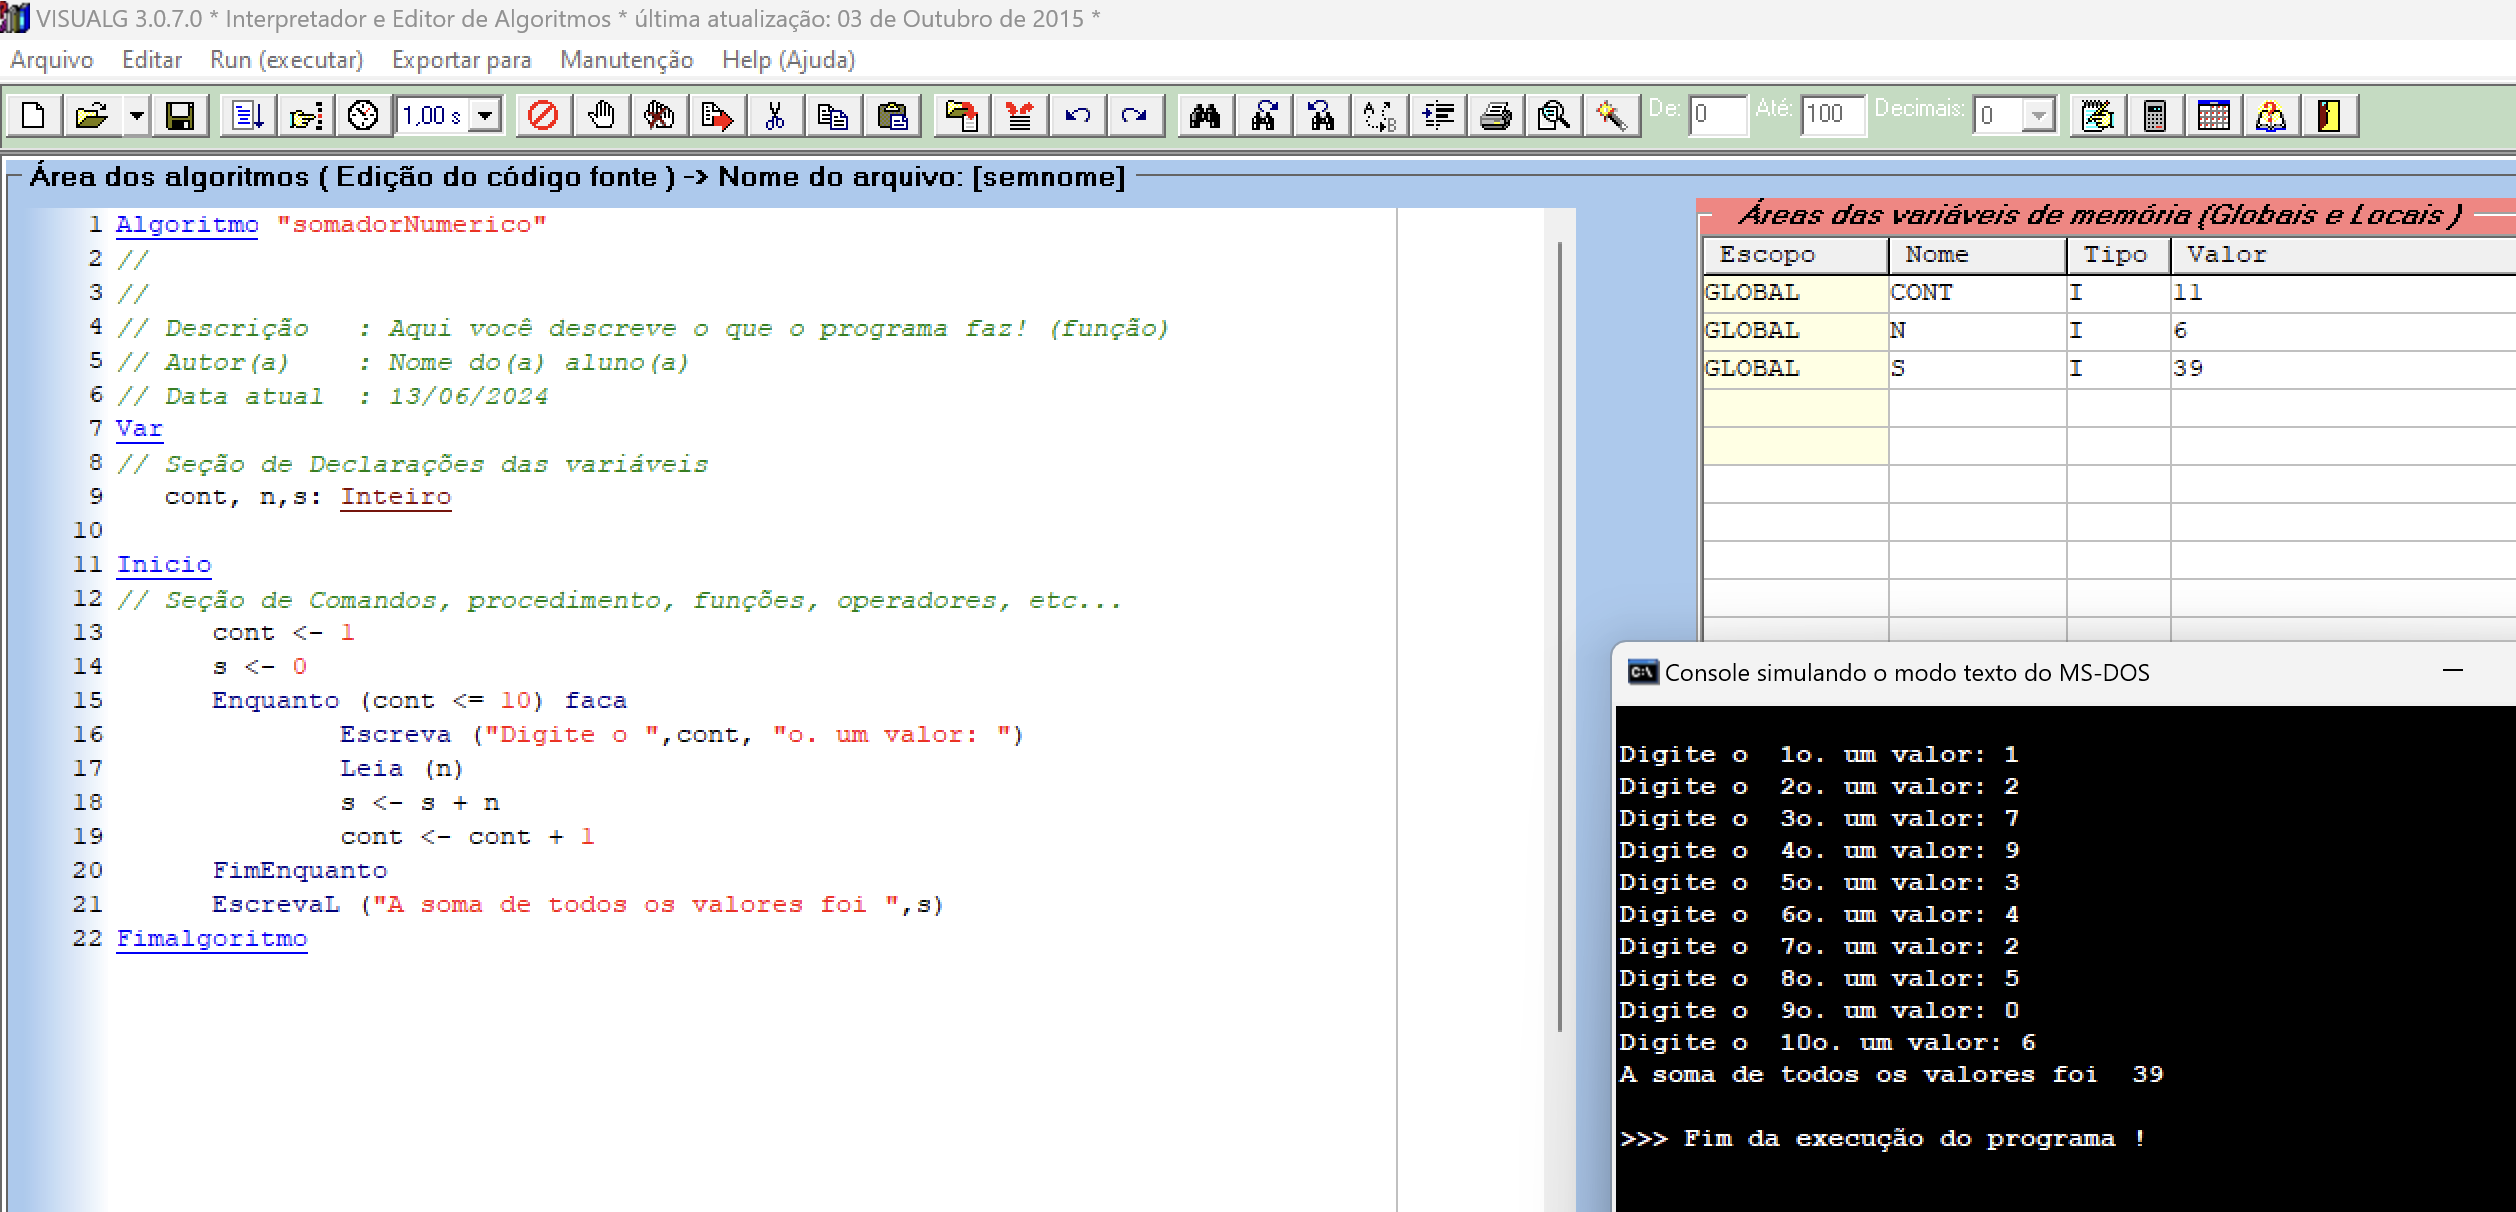 VISUALG 3.0.7.0 * Interpretador e Editor de Algoritmos * última atualização: 03 de Outubro de 2015 *
Arquivo Editar Run (executar) Exportar para Manutenção Help (Ajuda)
1,00 s De: 0 Até: 100 Decimais: 0
Área dos algoritmos ( Edição do código fonte ) -> Nome do arquivo: [semnome]
1 Algoritmo "somadorNumerico"
2 //
3 //
4 // Descrição   : Aqui você descreve o que o programa faz! (função)
5 // Autor(a)    : Nome do(a) aluno(a)
6 // Data atual  : 13/06/2024
7 Var
8 // Seção de Declarações das variáveis
9    cont, n,s: Inteiro
10
11 Inicio
12 // Seção de Comandos, procedimento, funções, operadores, etc...
13       cont <- 1
14       s <- 0
15       Enquanto (cont <= 10) faca
16               Escreva ("Digite o ",cont, "o. um valor: ")
17               Leia (n)
18               s <- s + n
19               cont <- cont + 1
20       FimEnquanto
21       EscrevaL ("A soma de todos os valores foi ",s)
22 Fimalgoritmo
Áreas das variáveis de memória (Globais e Locais )
Escopo Nome Tipo Valor
GLOBAL CONT I 11
GLOBAL N I 6
GLOBAL S I 39
C:\ Console simulando o modo texto do MS-DOS
Digite o  1o. um valor: 1
Digite o  2o. um valor: 2
Digite o  3o. um valor: 7
Digite o  4o. um valor: 9
Digite o  5o. um valor: 3
Digite o  6o. um valor: 4
Digite o  7o. um valor: 2
Digite o  8o. um valor: 5
Digite o  9o. um valor: 0
Digite o  10o. um valor: 6
A soma de todos os valores foi  39
>>> Fim da execução do programa !